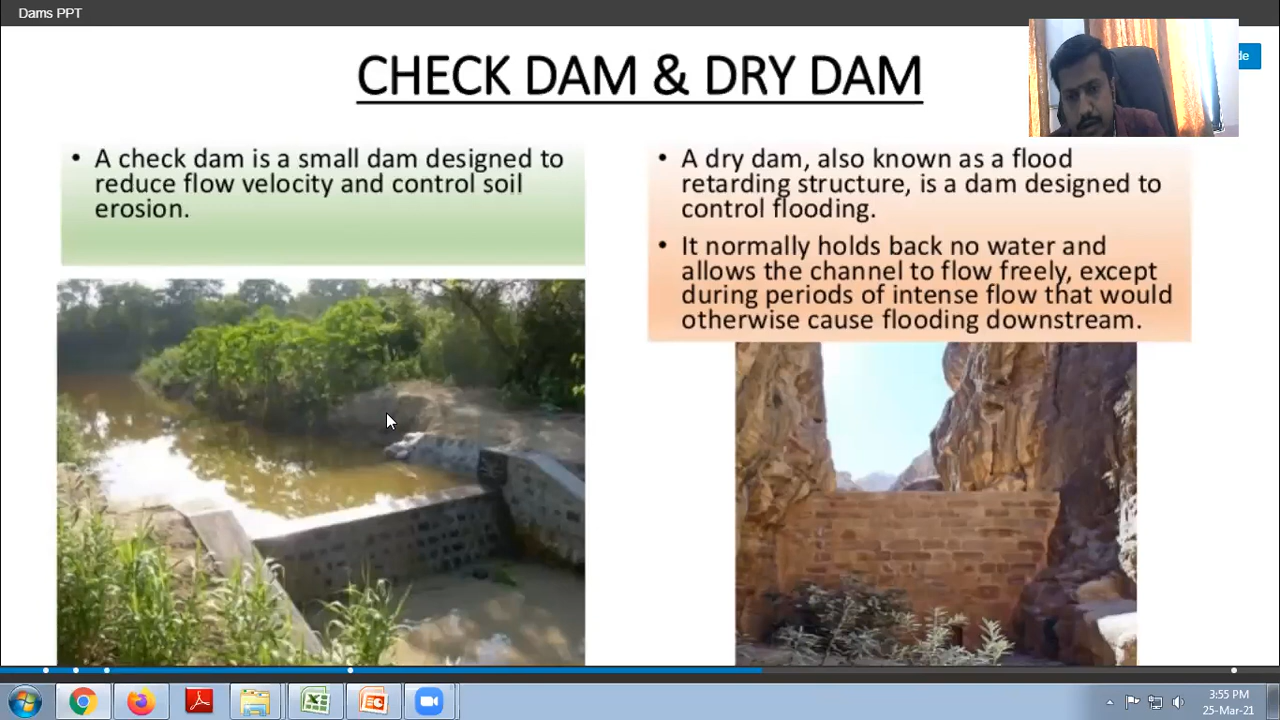 Dams PPT
de
CHECK DAM & DRY DAM
• A check dam is a small dam designed to
reduce flow velocity and control soil
erosion.
• A dry dam, also known as a flood
retarding structure, is a dam designed to
control flooding.
• It normally holds back no water and
allows the channel to flow freely, except
during periods of intense flow that would
otherwise cause flooding downstream.
3:55 PM
25-Mar-21